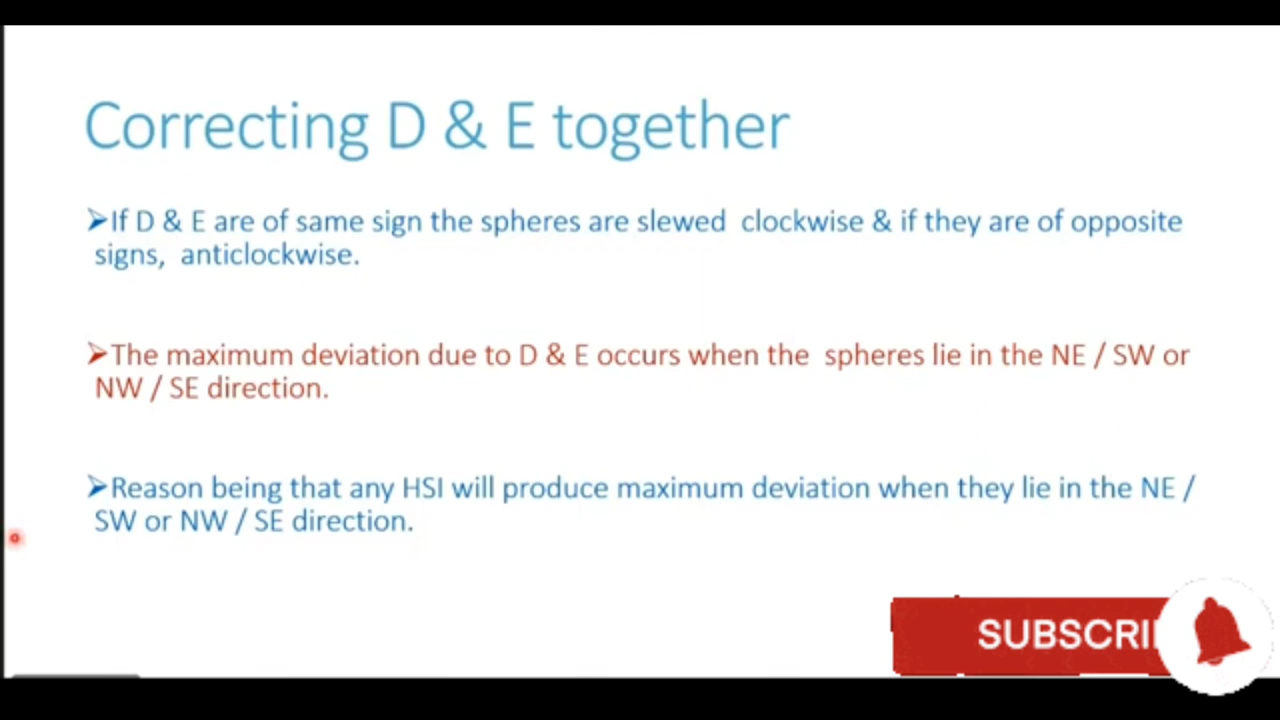 Correcting D & E together
➢If D & E are of same sign the spheres are slewed clockwise & if they are of opposite
signs, anticlockwise.
➢The maximum deviation due to D & E occurs when the spheres lie in the NE / SW or
NW / SE direction.
➢Reason being that any HSI will produce maximum deviation when they lie in the NE /
SW or NW / SE direction.
SUBSCRI